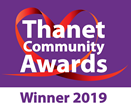 Thanet
Community
Awards
Winner 2019